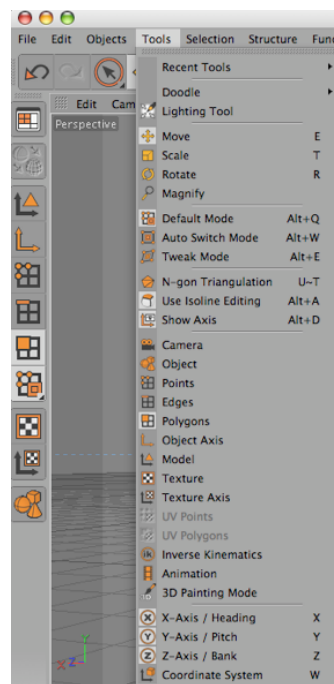 File Edit Objects Tools Selection Structure Fun
Recent Tools
Edit Cam
Doodle
Perspective
Lighting Tool
Move E
Scale T
Rotate R
Magnify
Default Mode Alt+Q
Auto Switch Mode Alt+W
Tweak Mode Alt+E
N-gon Triangulation U~T
Use Isoline Editing Alt+A
Show Axis Alt+D
Camera
Object
Points
Edges
Polygons
Object Axis
Model
Texture
Texture Axis
UV Points
UV Polygons
Inverse Kinematics
Animation
3D Painting Mode
X X-Axis / Heading X
Y Y-Axis / Pitch Y
Z Z-Axis / Bank Z
Coordinate System W
Y
X Z